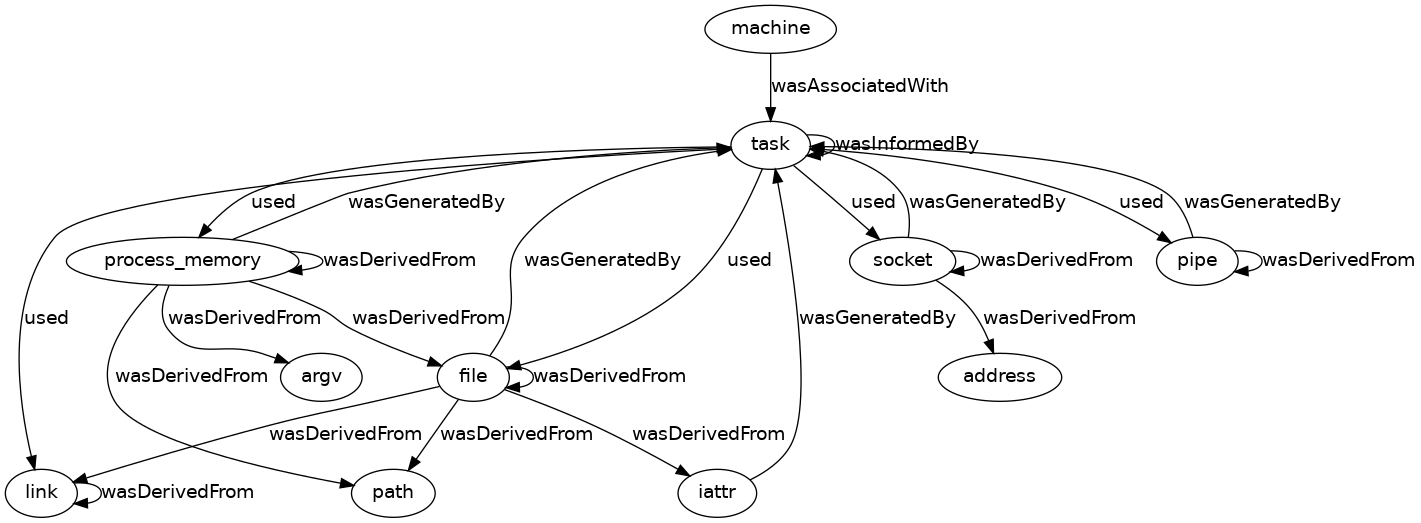 machine
wasAssociatedWith
task
wasInformedBy
used
wasGeneratedBy
used
wasGeneratedBy
used
wasGeneratedBy
process_memory
wasDerivedFrom
wasGeneratedBy
used
socket
wasDerivedFrom
pipe
wasDerivedFrom
used
wasDerivedFrom
wasDerivedFrom
wasGeneratedBy
wasDerivedFrom
wasDerivedFrom
argv
file
wasDerivedFrom
address
wasDerivedFrom
wasDerivedFrom
wasDerivedFrom
link
wasDerivedFrom
path
iattr